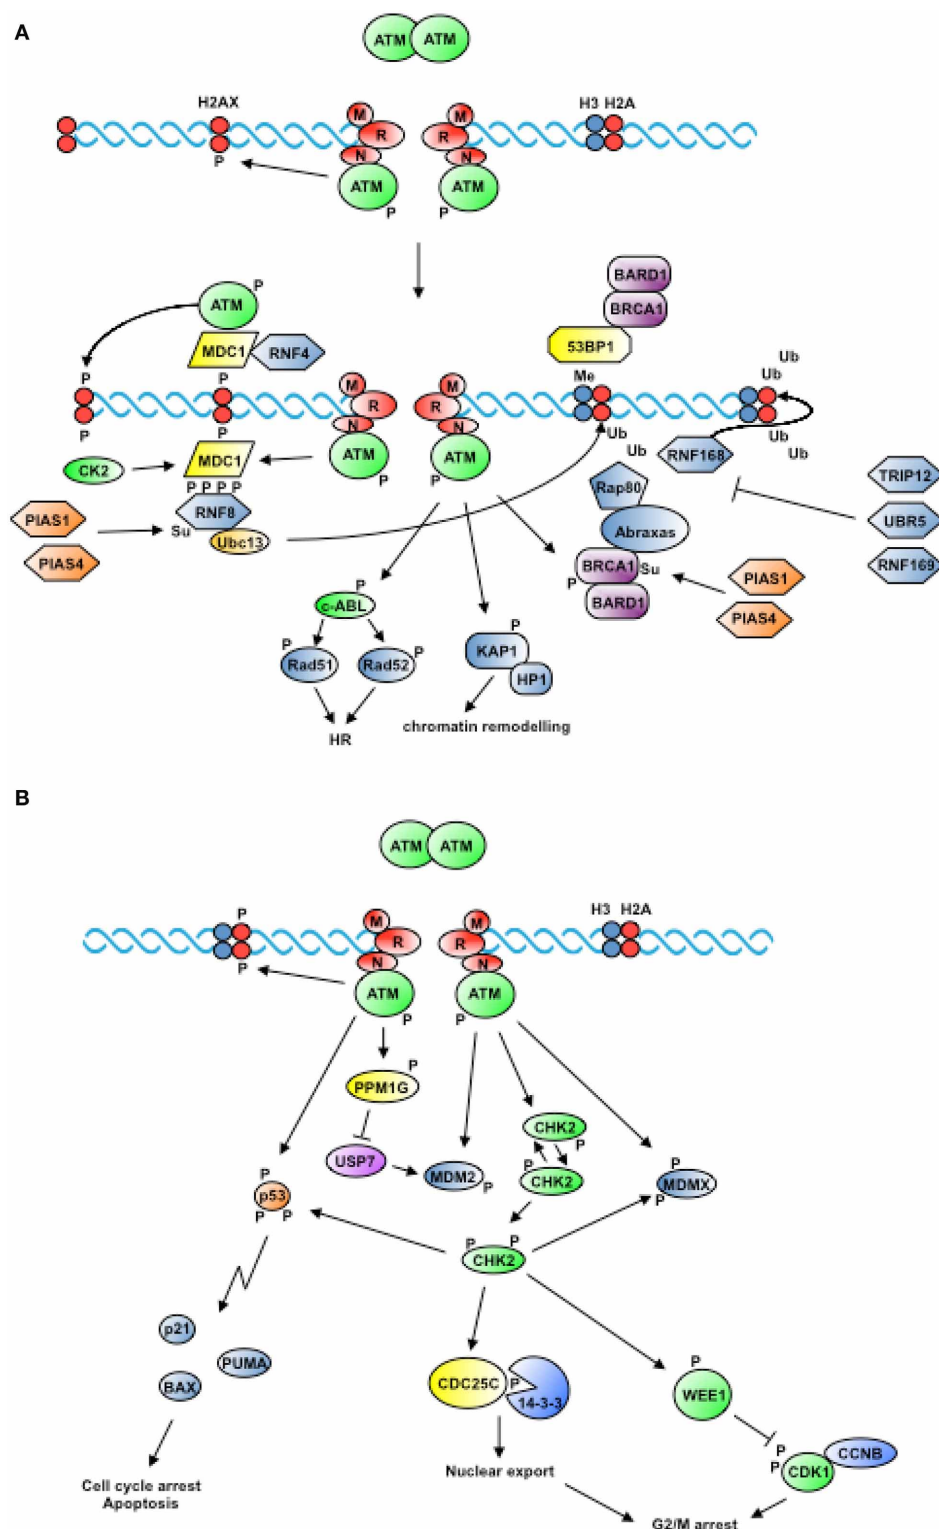 A
ATM ATM
H2AX
H3 H2A
M M
R R
N N
P
ATM ATM
P P
BARD1
BRCA1
P
ATM
MDC1 RNF4
53BP1
P P
Me
Ub
Ub
M M
R R
N N
P P
ATM ATM
P P
CK2
MDC1
P P P P
Ub
Ub
RNF168
Ub
Ub
TRIP12
UBR5
RNF169
PIAS1
PIAS4
Su
RNF8
Ubc13
Rap80
Abraxas
BRCA1 Su
P
BARD1
PIAS1
PIAS4
P
c-ABL
P
Rad51
Rad52 P
HR
P
KAP1
HP1
chromatin remodelling
B
ATM ATM
P
H3 H2A
M M
R R
N N
P
ATM ATM
P P
P
PPM1G
USP7
MDM2 P
CHK2
P
P
CHK2
P
MDMX
P
P
p53
P P
P P
CHK2
p21
PUMA
BAX
CDC25C P 14-3-3
P
WEE1
Nuclear export
P
P
CDK1
CCNB
Cell cycle arrest
Apoptosis
G2/M arrest